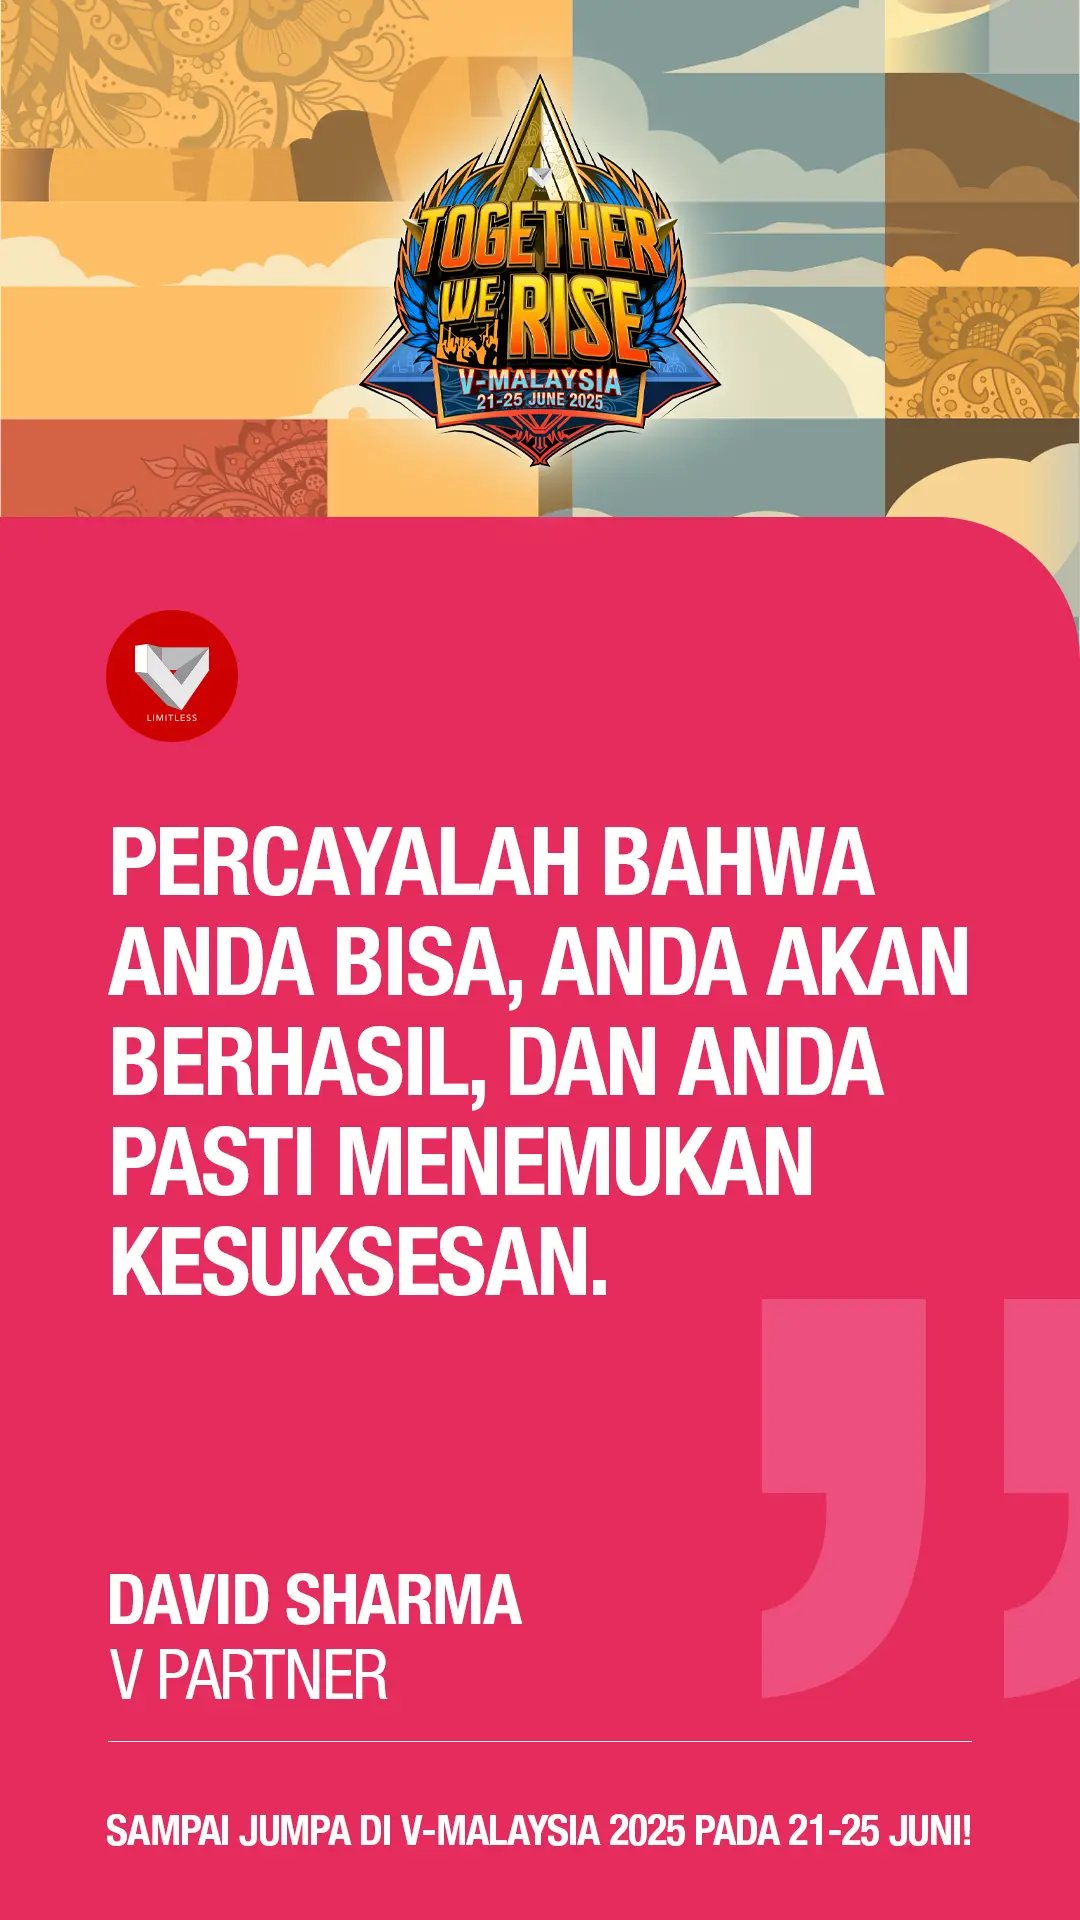 TOGETHER
WE RISE
V-MALAYSIA
21-25 JUNE 2025
LIMITLESS
PERCAYALAH BAHWA
ANDA BISA, ANDA AKAN
BERHASIL, DAN ANDA
PASTI MENEMUKAN
KESUKSESAN.
DAVID SHARMA
V PARTNER
SAMPAI JUMPA DI V-MALAYSIA 2025 PADA 21-25 JUNI!